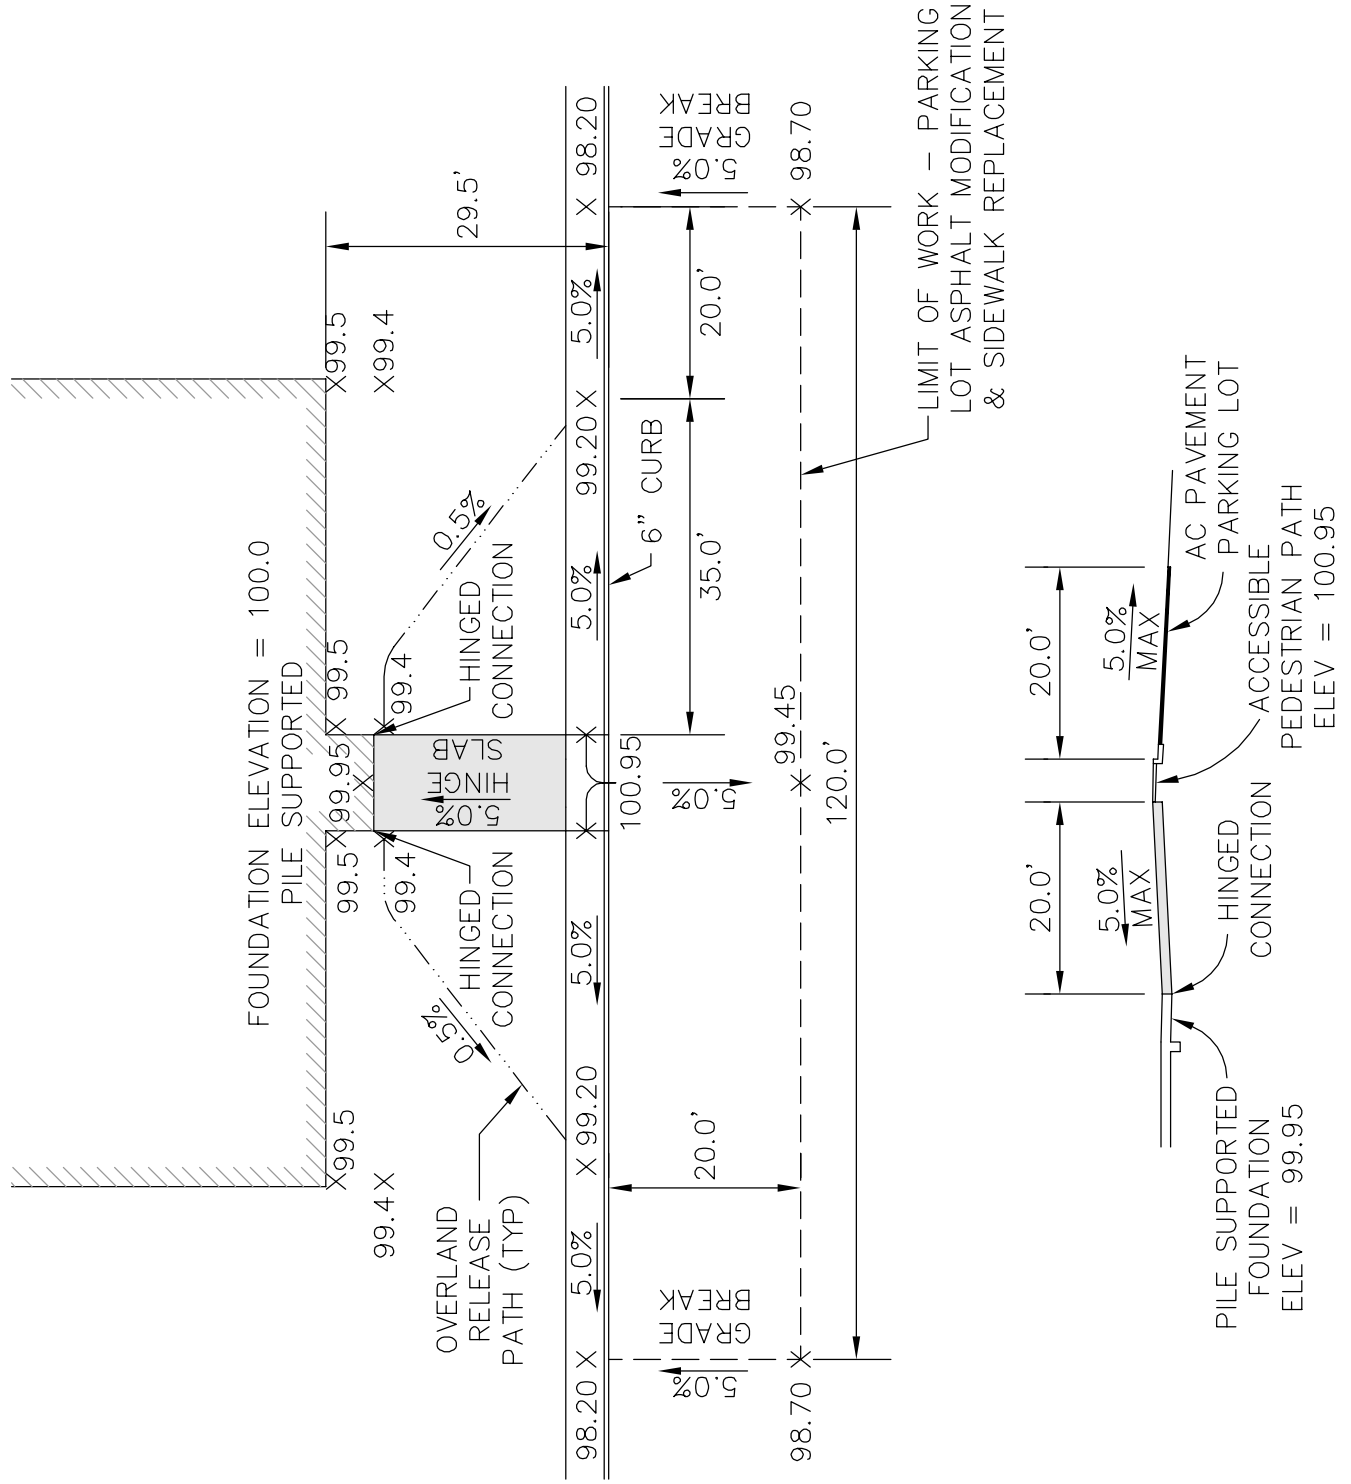 FOUNDATION ELEVATION = 100.0
PILE SUPPORTED
99.5
99.4
99.5
99.4
99.95
99.5
99.4
99.5
99.4
29.5'
HINGED
CONNECTION
HINGE
SLAB
5.0%
HINGED
CONNECTION
0.5%
0.5%
OVERLAND
RELEASE
PATH (TYP)
98.20
5.0%
99.20
5.0%
100.95
5.0%
99.20
5.0%
98.20
6" CURB
GRADE
BREAK
5.0%
20.0'
5.0%
35.0'
20.0'
GRADE
BREAK
5.0%
98.70
99.45
98.70
120.0'
LIMIT OF WORK – PARKING
LOT ASPHALT MODIFICATION
& SIDEWALK REPLACEMENT
20.0'
20.0'
5.0%
MAX
5.0%
MAX
PILE SUPPORTED
FOUNDATION
ELEV = 99.95
HINGED
CONNECTION
AC PAVEMENT
PARKING LOT
ACCESSIBLE
PEDESTRIAN PATH
ELEV = 100.95